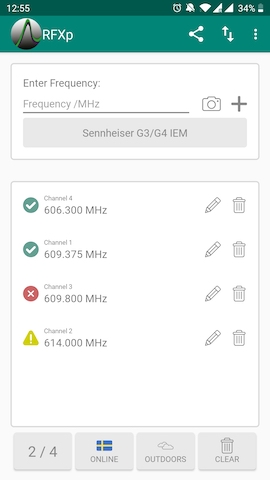 12:55
34%
RFXp
Enter Frequency:
Frequency /MHz
Sennheiser G3/G4 IEM
Channel 4
606.300 MHz
Channel 1
609.375 MHz
Channel 3
609.800 MHz
Channel 2
614.000 MHz
2 / 4
ONLINE
OUTDOORS
CLEAR